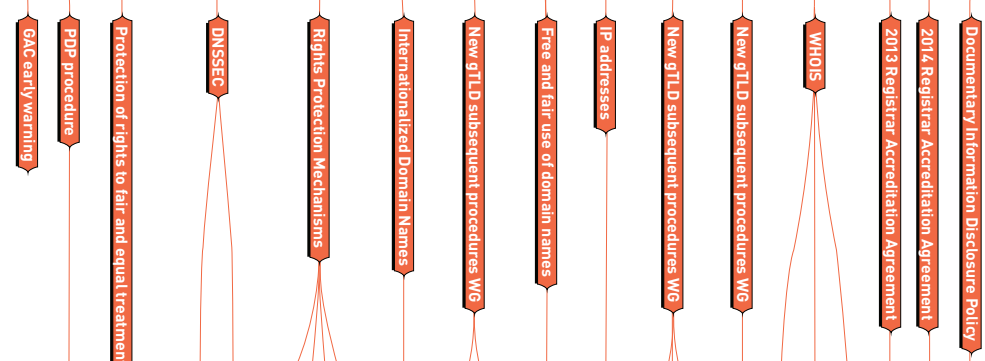 GAC early warning
PDP procedure
Protection of rights to fair and equal treatmen
DNSSEC
Rights Protection Mechanisms
Internationalized Domain Names
New gTLD subsequent procedures WG
Free and fair use of domain names
IP addresses
New gTLD subsequent procedures WG
New gTLD subsequent procedures WG
WHOIS
2013 Registrar Accreditation Agreement
2014 Registrar Accreditation Agreement
Documentary Information Disclosure Policy